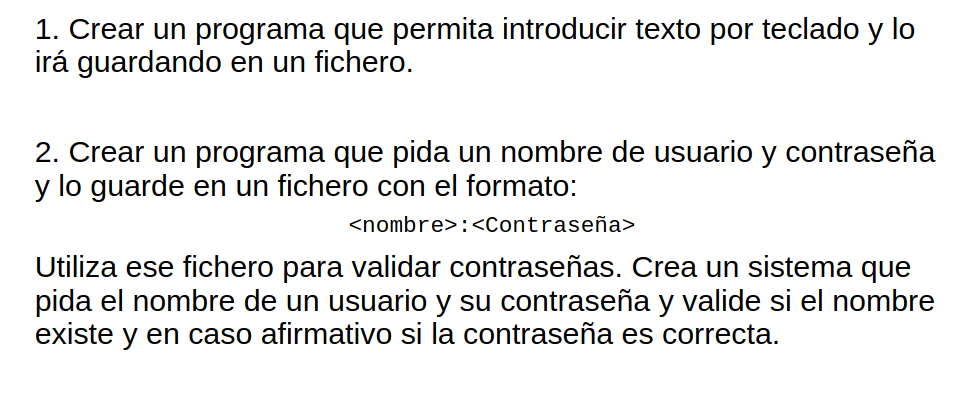 1. Crear un programa que permita introducir texto por teclado y lo
irá guardando en un fichero.
2. Crear un programa que pida un nombre de usuario y contraseña
y lo guarde en un fichero con el formato:
<nombre>:<Contraseña>
Utiliza ese fichero para validar contraseñas. Crea un sistema que
pida el nombre de un usuario y su contraseña y valide si el nombre
existe y en caso afirmativo si la contraseña es correcta.